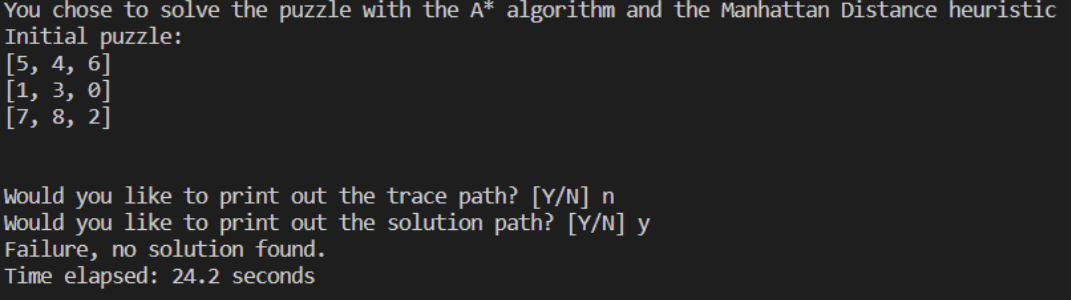 You chose to solve the puzzle with the A* algorithm and the Manhattan Distance heuristic
Initial puzzle:
[5, 4, 6]
[1, 3, 0]
[7, 8, 2]
Would you like to print out the trace path? [Y/N] n
Would you like to print out the solution path? [Y/N] y
Failure, no solution found.
Time elapsed: 24.2 seconds